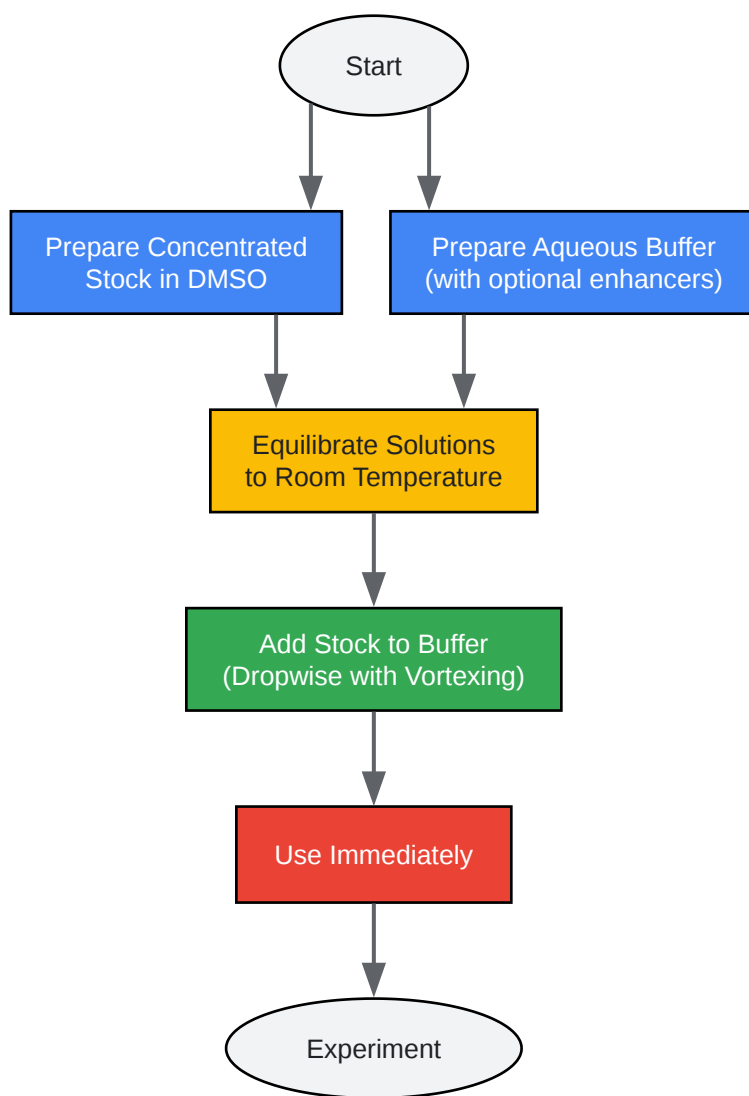 Start
Prepare Concentrated
Stock in DMSO
Prepare Aqueous Buffer
(with optional enhancers)
Equilibrate Solutions
to Room Temperature
Add Stock to Buffer
(Dropwise with Vortexing)
Use Immediately
Experiment